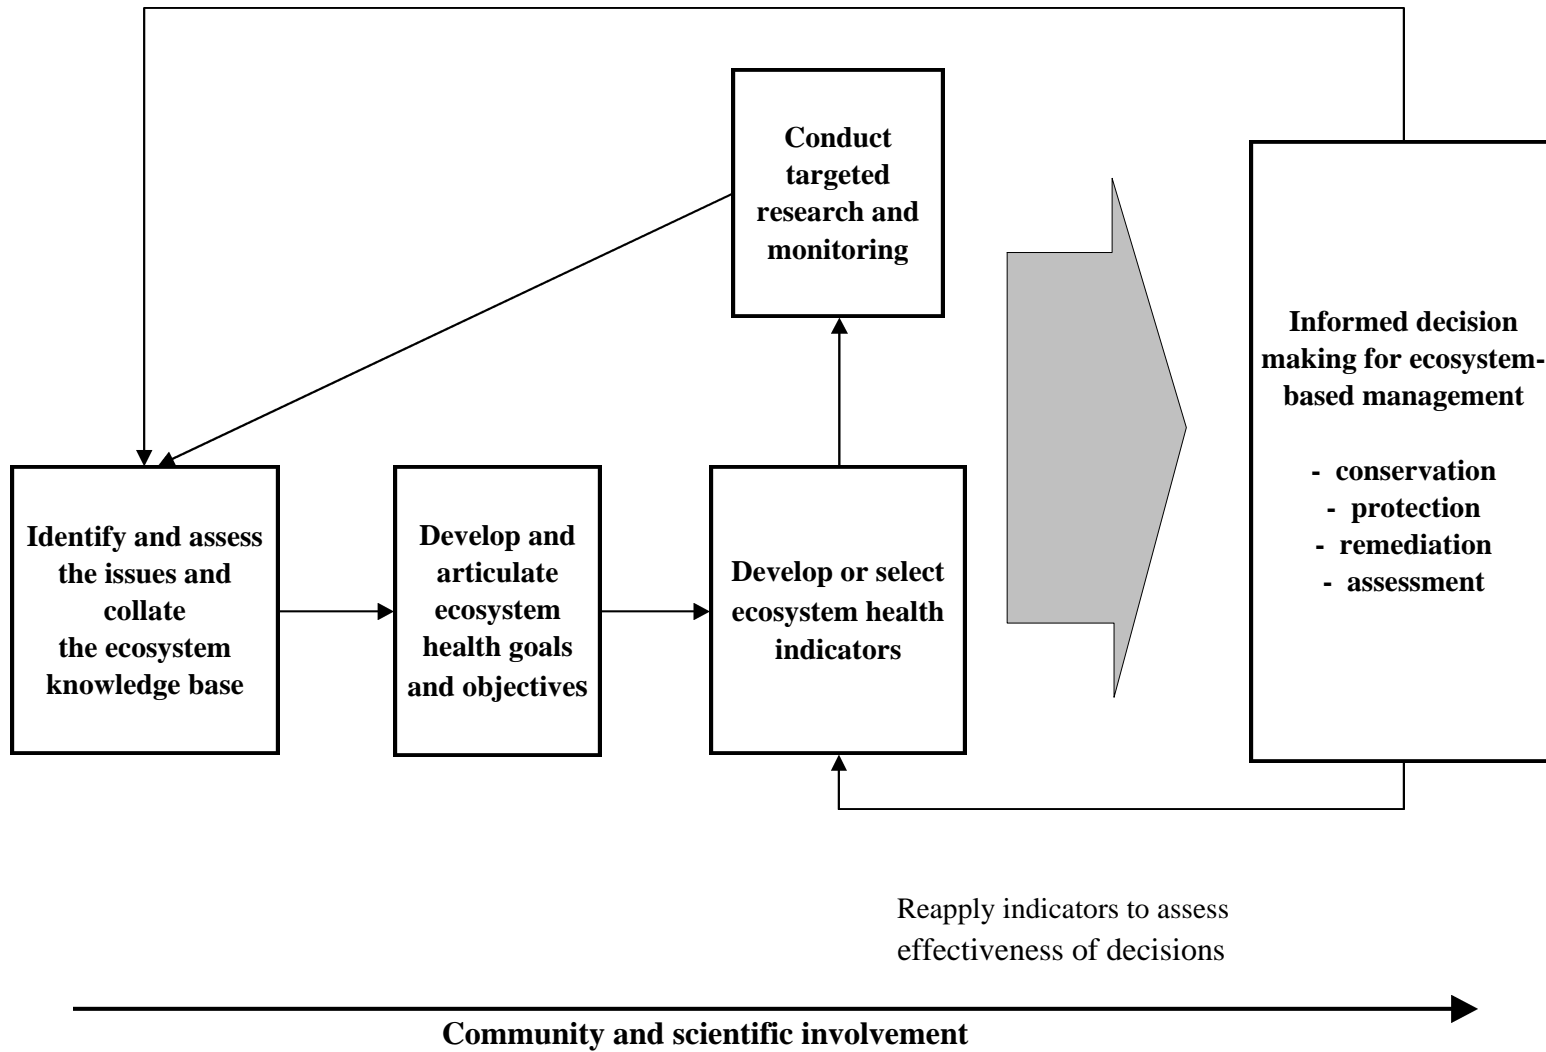 Conduct
targeted
research and
monitoring
Informed decision
making for ecosystem-
based management
- conservation
- protection
- remediation
- assessment
Identify and assess
the issues and
collate
the ecosystem
knowledge base
Develop and
articulate
ecosystem
health goals
and objectives
Develop or select
ecosystem health
indicators
Reapply indicators to assess
effectiveness of decisions
Community and scientific involvement